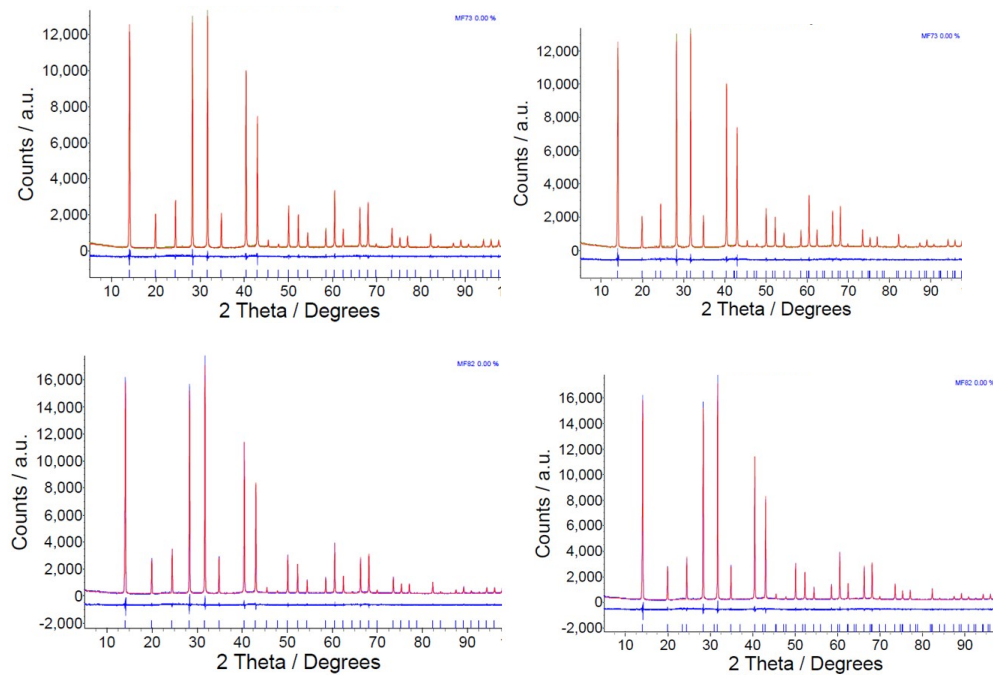 MF73 0.00 %
12,000
10,000
8,000
6,000
4,000
2,000
0
Counts / a.u.
10 20 30 40 50 60 70 80 90
2 Theta / Degrees
MF73 0.00 %
12,000
10,000
8,000
6,000
4,000
2,000
0
Counts / a.u.
10 20 30 40 50 60 70 80 90
2 Theta / Degrees
MF82 0.00 %
16,000
14,000
12,000
10,000
8,000
6,000
4,000
2,000
0
-2,000
Counts / a.u.
10 20 30 40 50 60 70 80 90
2 Theta / Degrees
MF82 0.00 %
16,000
14,000
12,000
10,000
8,000
6,000
4,000
2,000
0
-2,000
Counts / a.u.
10 20 30 40 50 60 70 80 90
2 Theta / Degrees